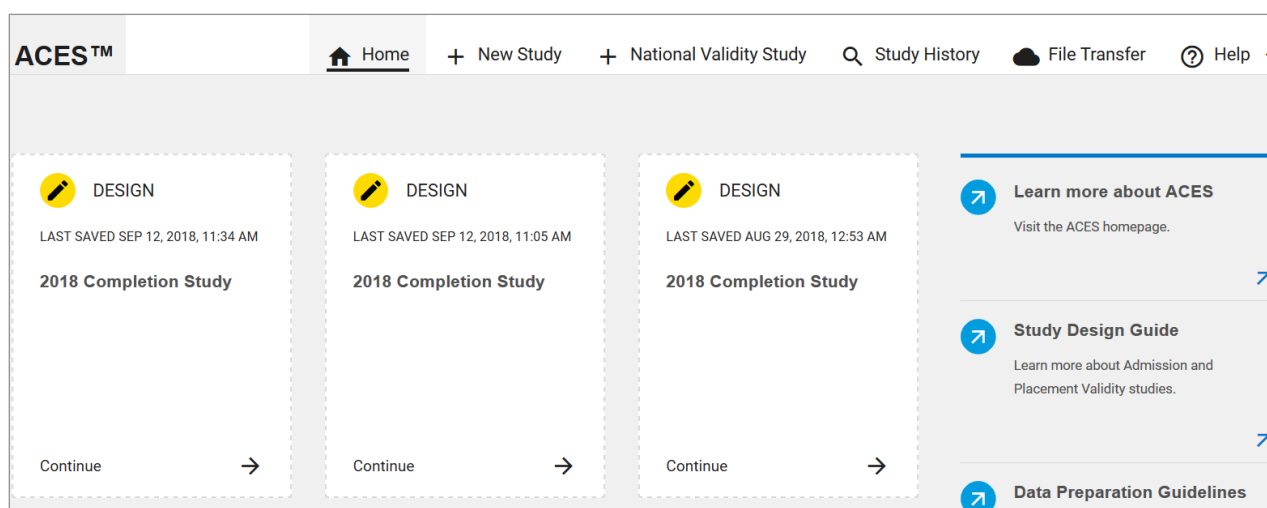 ACES™
Home
New Study
National Validity Study
Study History
File Transfer
Help
DESIGN
LAST SAVED SEP 12, 2018, 11:34 AM
2018 Completion Study
Continue
DESIGN
LAST SAVED SEP 12, 2018, 11:05 AM
2018 Completion Study
Continue
DESIGN
LAST SAVED AUG 29, 2018, 12:53 AM
2018 Completion Study
Continue
Learn more about ACES
Visit the ACES homepage.
Study Design Guide
Learn more about Admission and
Placement Validity studies.
Data Preparation Guidelines